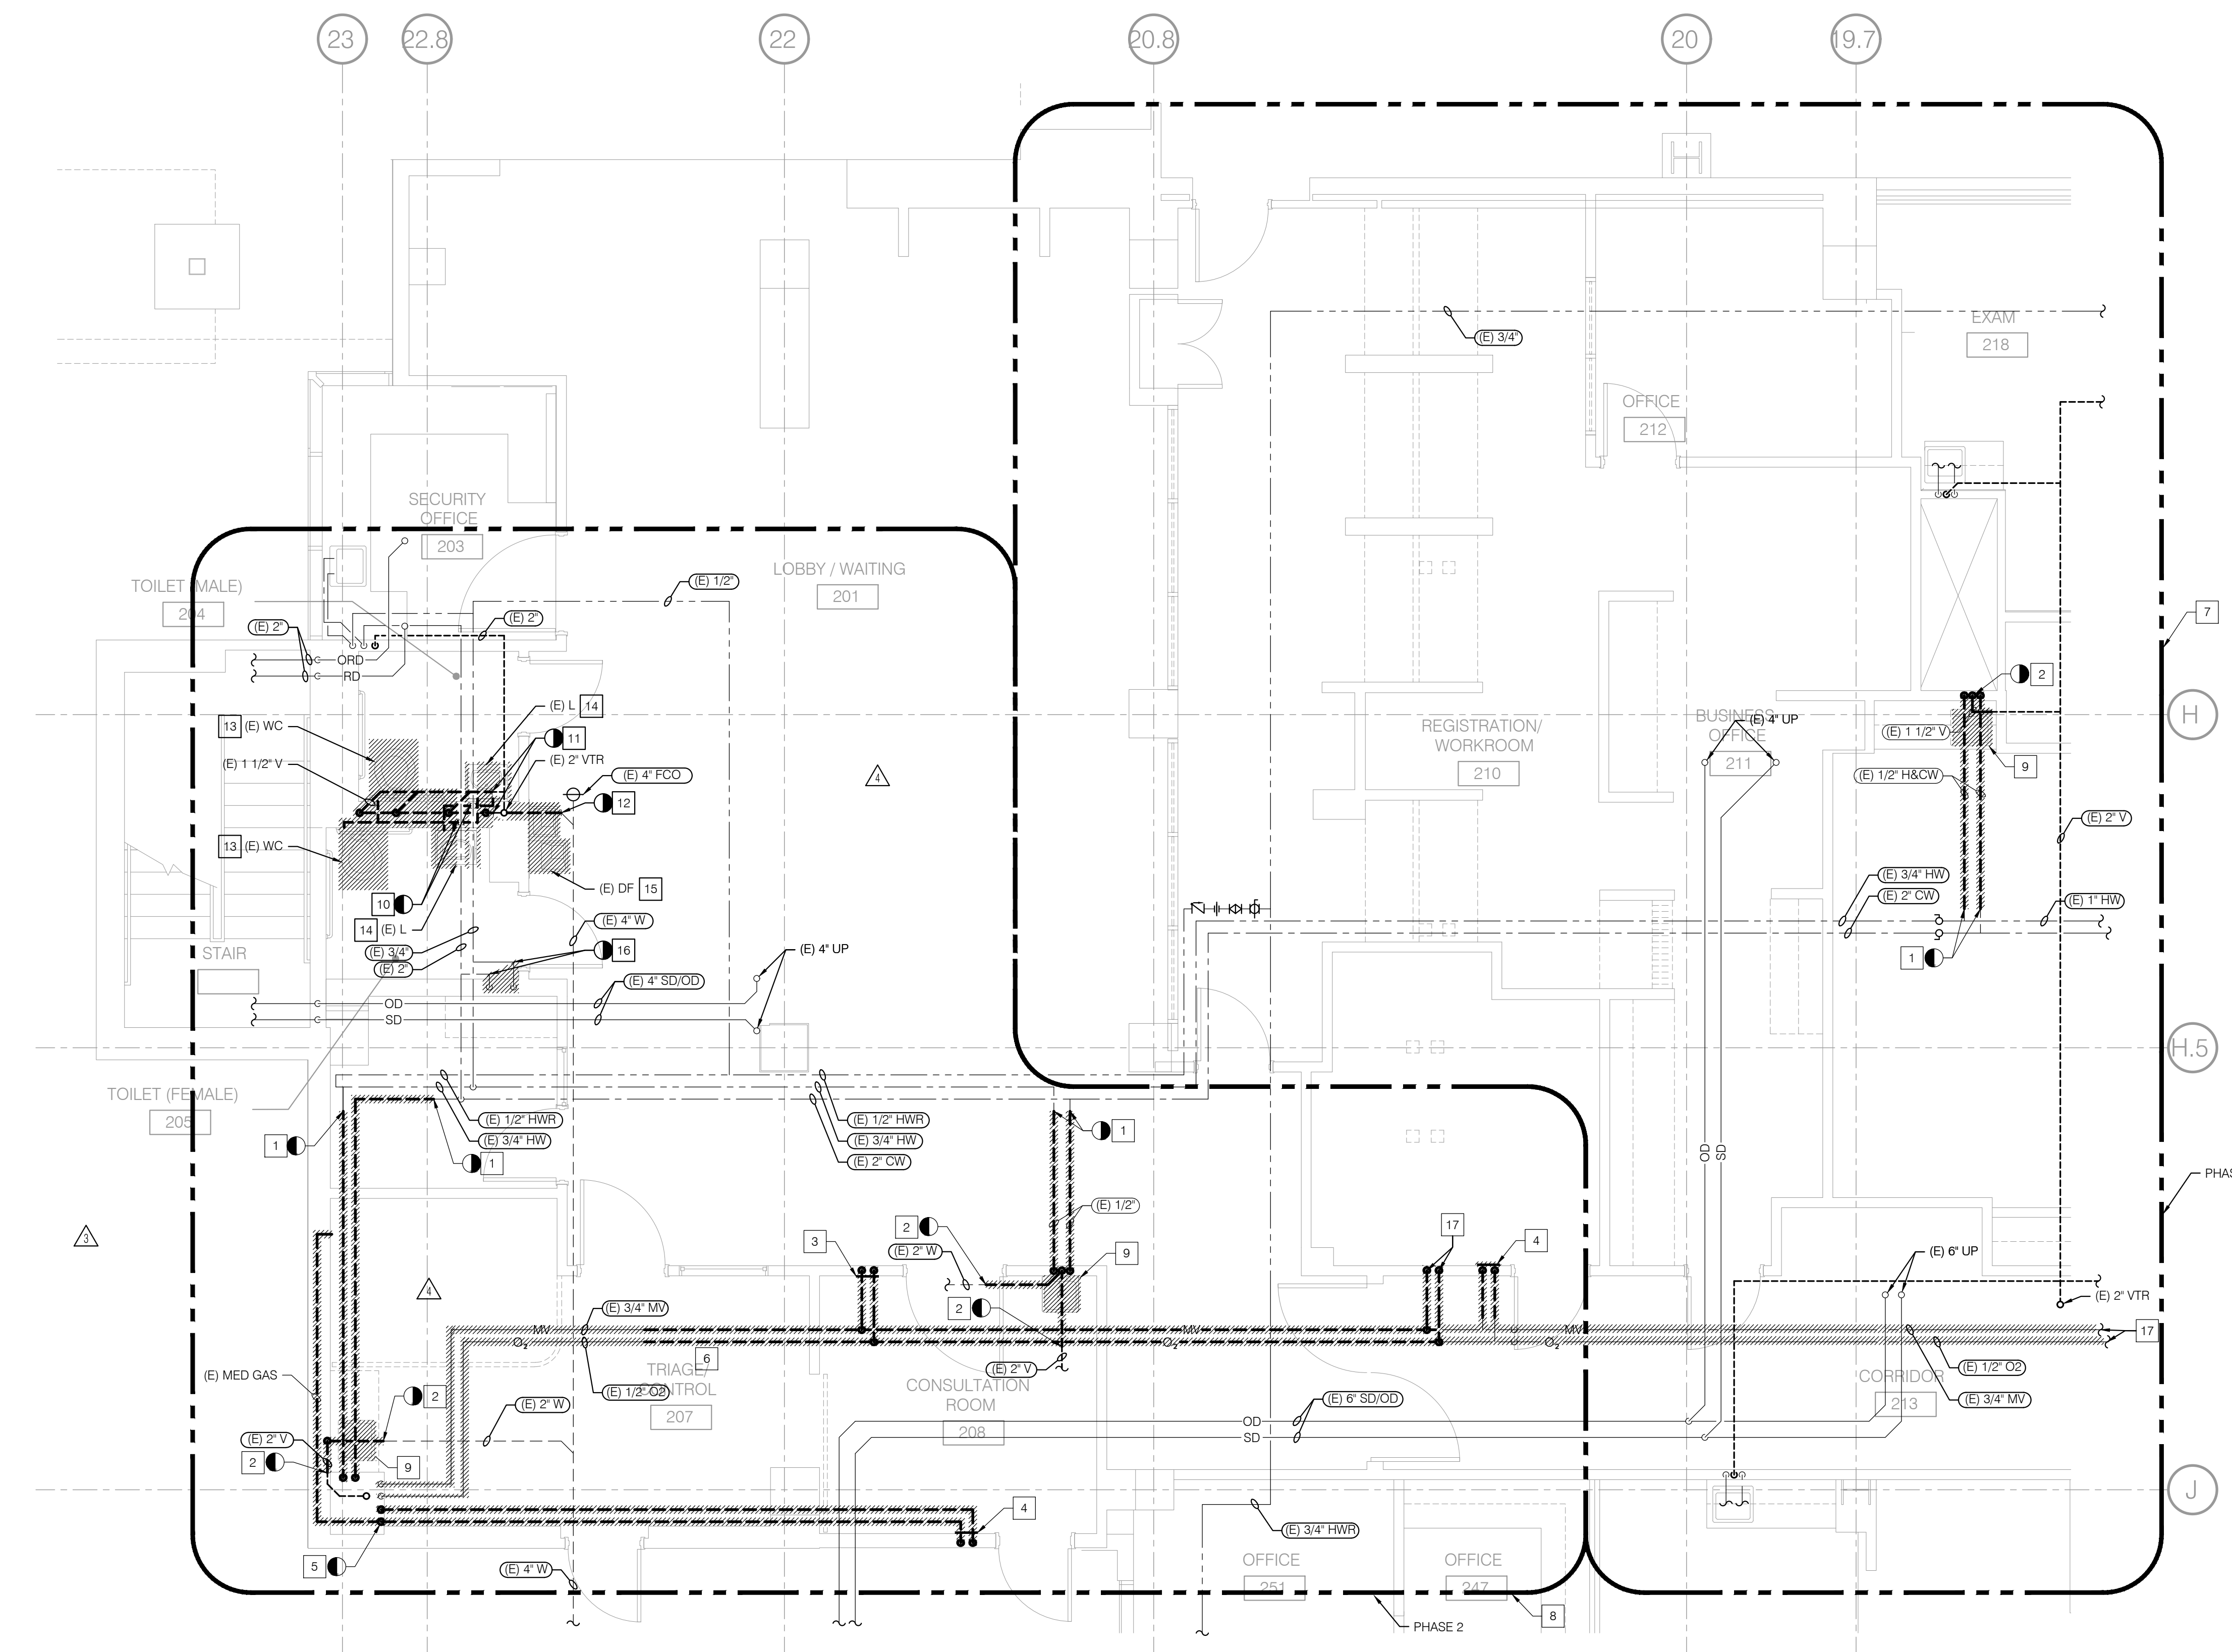 23
22.8
22
20.8
20
19.7
EXAM
218
(E) 3/4"
OFFICE
212
SECURITY
OFFICE
203
TOILET (MALE)
204
LOBBY / WAITING
201
(E) 1/2"
(E) 2"
(E) 2"
7
ORD
RD
2
13 (E) WC
(E) L 14
11
(E) 2" VTR
(E) 1 1/2" V
(E) 4" FCO
12
4
REGISTRATION/
WORKROOM
210
BUSINESS
OFFICE
211
(E) 4" UP
(E) 1 1/2" V
9
H
(E) 1/2" H&CW
(E) 2" V
13 (E) WC
(E) DF 15
10
14 (E) L
(E) 4" W
16
(E) 3/4"
(E) 2"
(E) 4" UP
(E) 4" SD/OD
(E) 3/4" HW
(E) 2" CW
(E) 1" HW
1
STAIR
OD
SD
H.5
TOILET (FEMALE)
205
1
(E) 1/2" HWR
(E) 3/4" HW
1
(E) 1/2" HWR
(E) 3/4" HW
(E) 2" CW
1
OD
SD
PHAS
(E) 1/2"
3
4
3
2
(E) 2" W
9
17
4
(E) 6" UP
(E) 2" VTR
2
(E) 3/4" MV
MV
MV
MV
O2
O2
O2
17
6
(E) 2" V
(E) 1/2" O2
TRIAGE/
CONTROL
207
CONSULTATION
ROOM
208
(E) 1/2" O2
(E) 3/4" MV
CORRIDOR
213
(E) MED GAS
2
(E) 2" W
(E) 6" SD/OD
OD
SD
(E) 2" V
2
9
4
J
5
(E) 4" W
(E) 3/4" HWR
OFFICE
251
OFFICE
247
8
PHASE 2